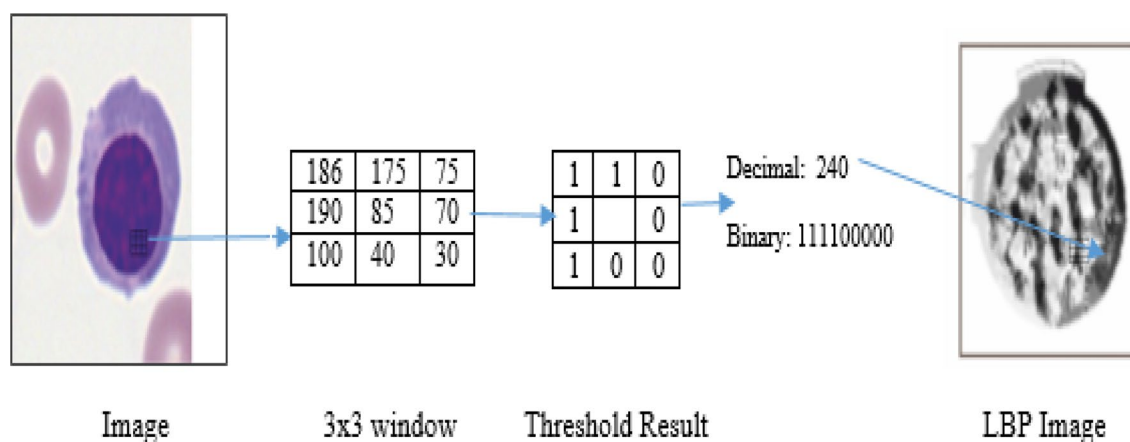 186 175 75
190 85 70
100 40 30
1 1 0
1 0
1 0 0
Decimal: 240
Binary: 111100000
Image
3x3 window
Threshold Result
LBP Image